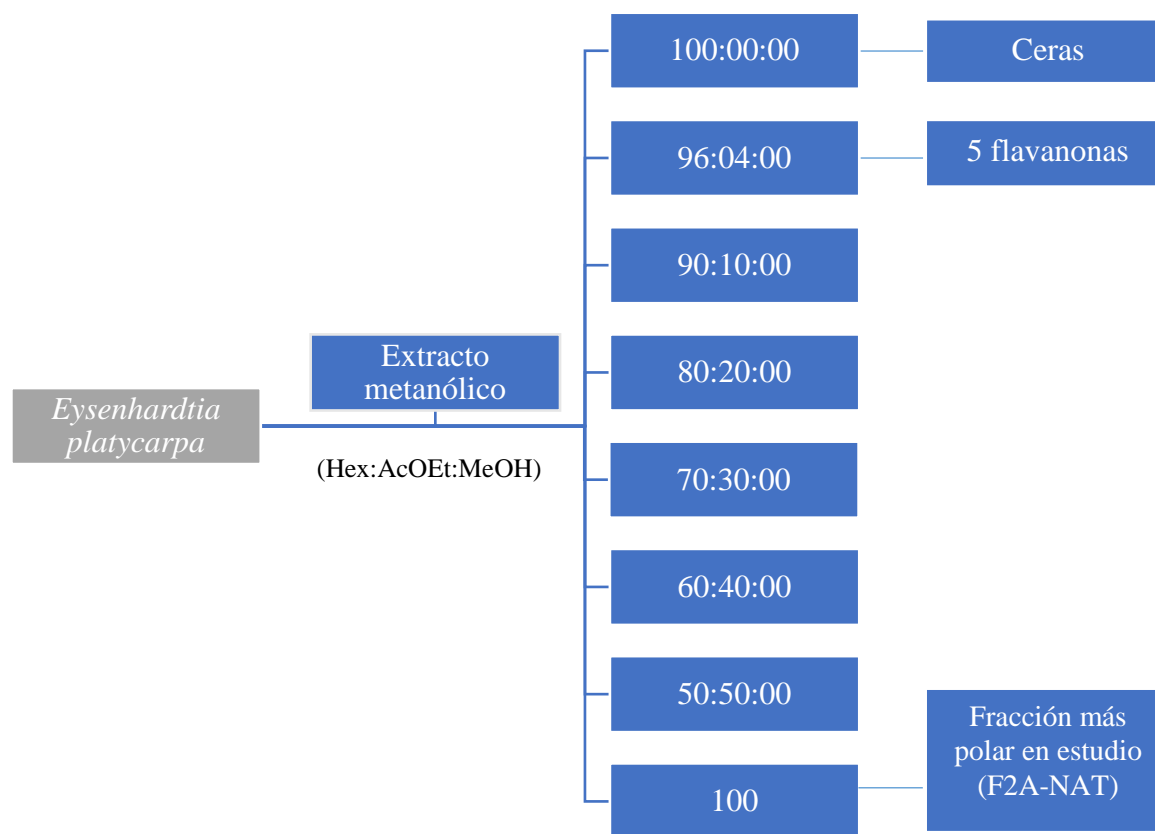 100:00:00
Ceras
96:04:00
5 flavanonas
90:10:00
80:20:00
Extracto
metanólico
Eysenhardtia
platycarpa
(Hex:AcOEt:MeOH)
70:30:00
60:40:00
50:50:00
Fracción más
polar en estudio
(F2A-NAT)
100